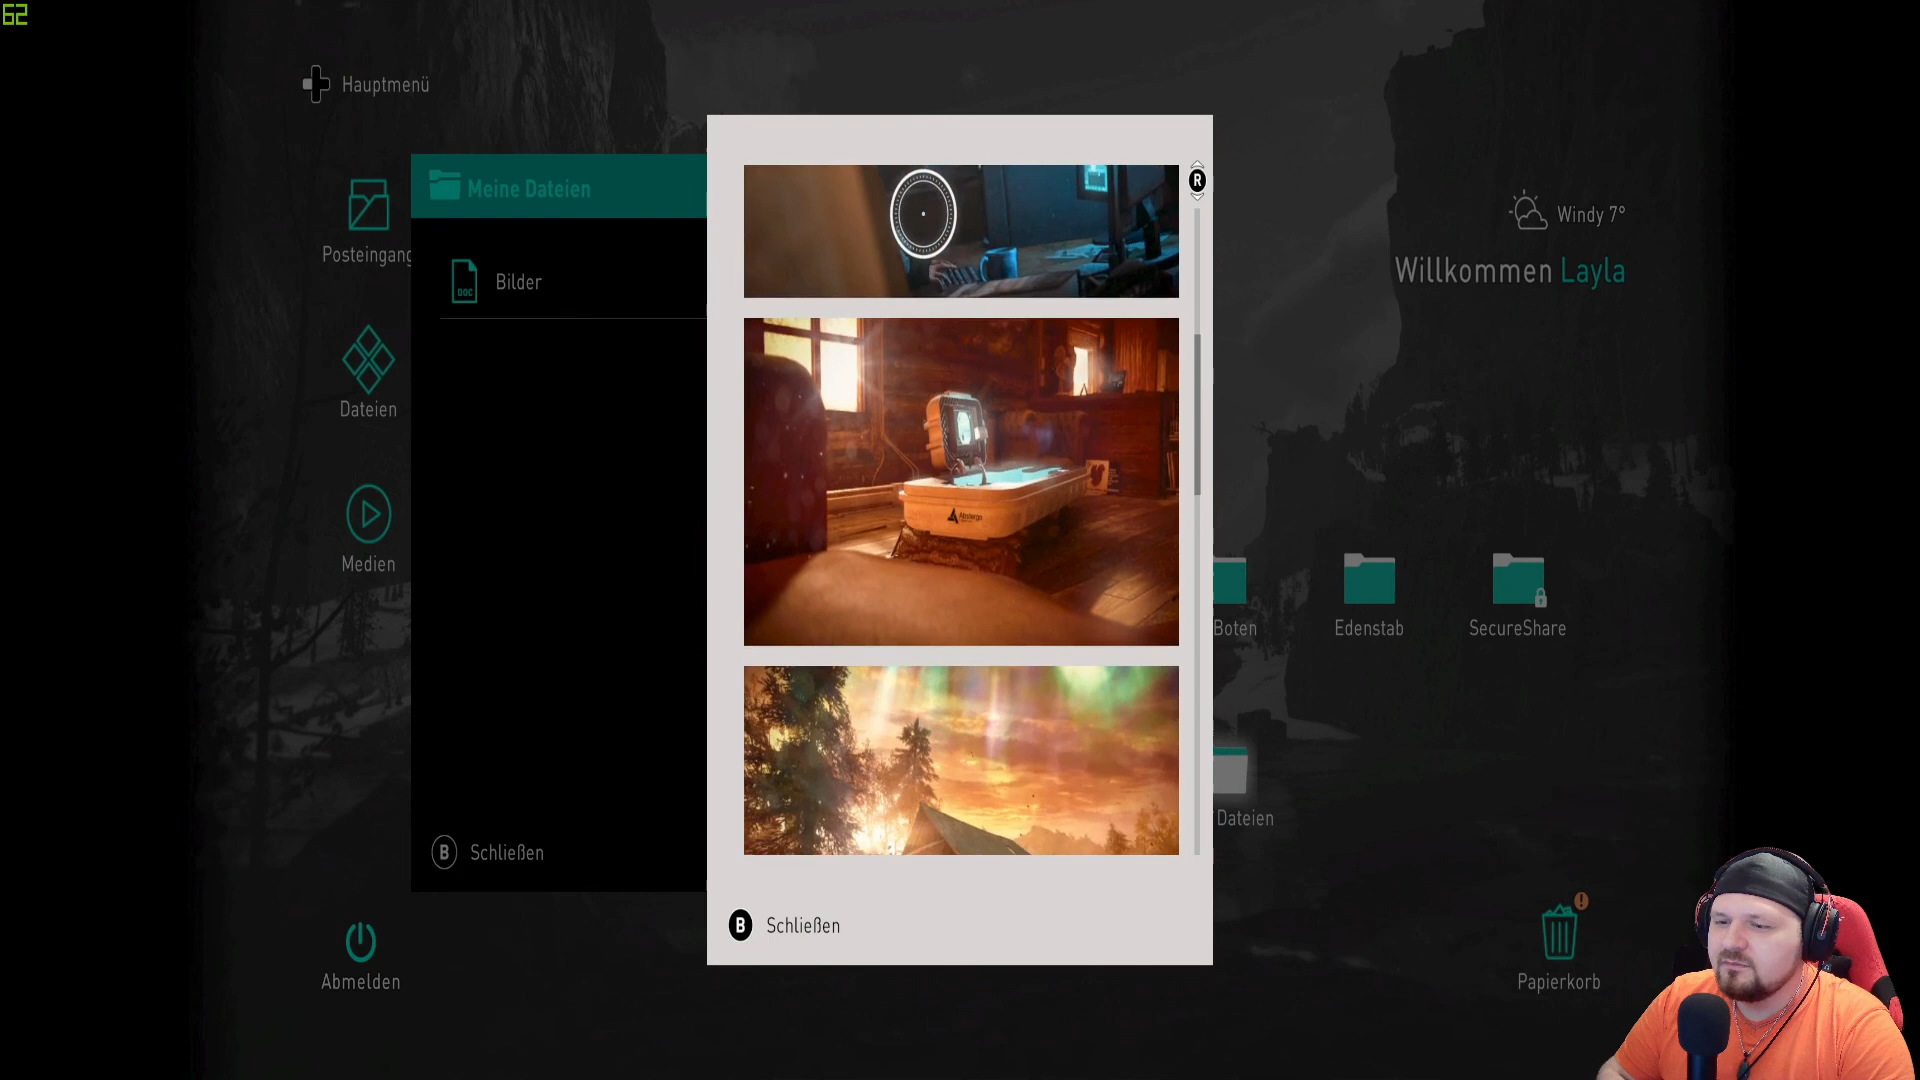 62
Hauptmenü
Meine Dateien
R
Posteingang
DOC
Bilder
Windy 7°
Willkommen Layla
Dateien
Abstergo
Medien
Boten
Edenstab
SecureShare
Dateien
B Schließen
B Schließen
Abmelden
Papierkorb